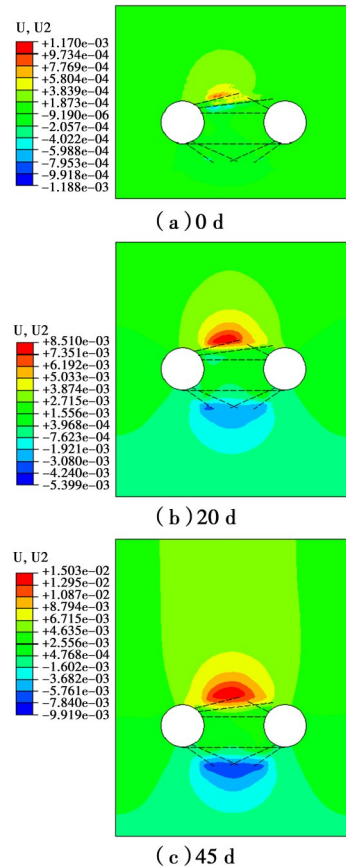 U, U2
+1.170e-03
+9.734e-04
+7.769e-04
+5.804e-04
+3.839e-04
+1.873e-04
-9.190e-06
-2.057e-04
-4.022e-04
-5.988e-04
-7.953e-04
-9.918e-04
-1.188e-03
(a)0 d
U, U2
+8.510e-03
+7.351e-03
+6.192e-03
+5.033e-03
+3.874e-03
+2.715e-03
+1.556e-03
+3.968e-04
-7.623e-04
-1.921e-03
-3.080e-03
-4.240e-03
-5.399e-03
(b)20 d
U, U2
+1.503e-02
+1.295e-02
+1.087e-02
+8.794e-03
+6.715e-03
+4.635e-03
+2.556e-03
+4.768e-04
-1.602e-03
-3.682e-03
-5.761e-03
-7.840e-03
-9.919e-03
(c)45 d